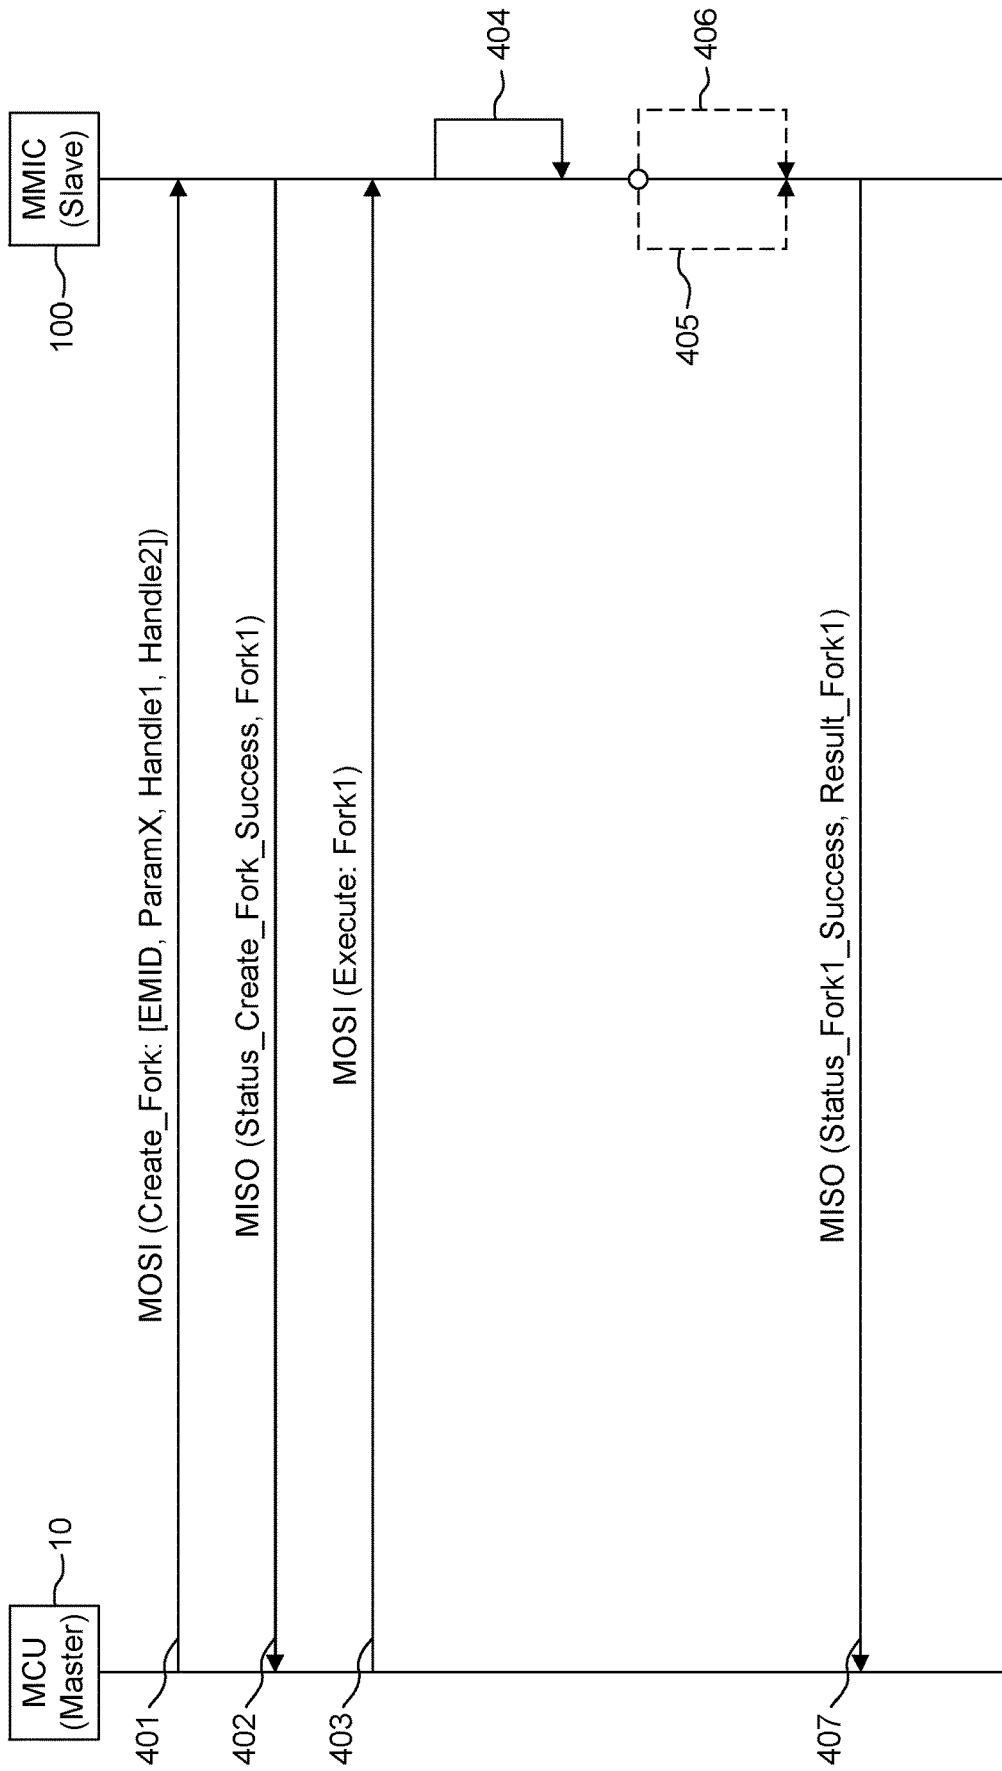 MCU
(Master)
10
MMIC
(Slave)
100
401
MOSI (Create_Fork: [EMID, ParamX, Handle1, Handle2])
402
MISO (Status_Create_Fork_Success, Fork1)
403
MOSI (Execute: Fork1)
404
405
406
407
MISO (Status_Fork1_Success, Result_Fork1)